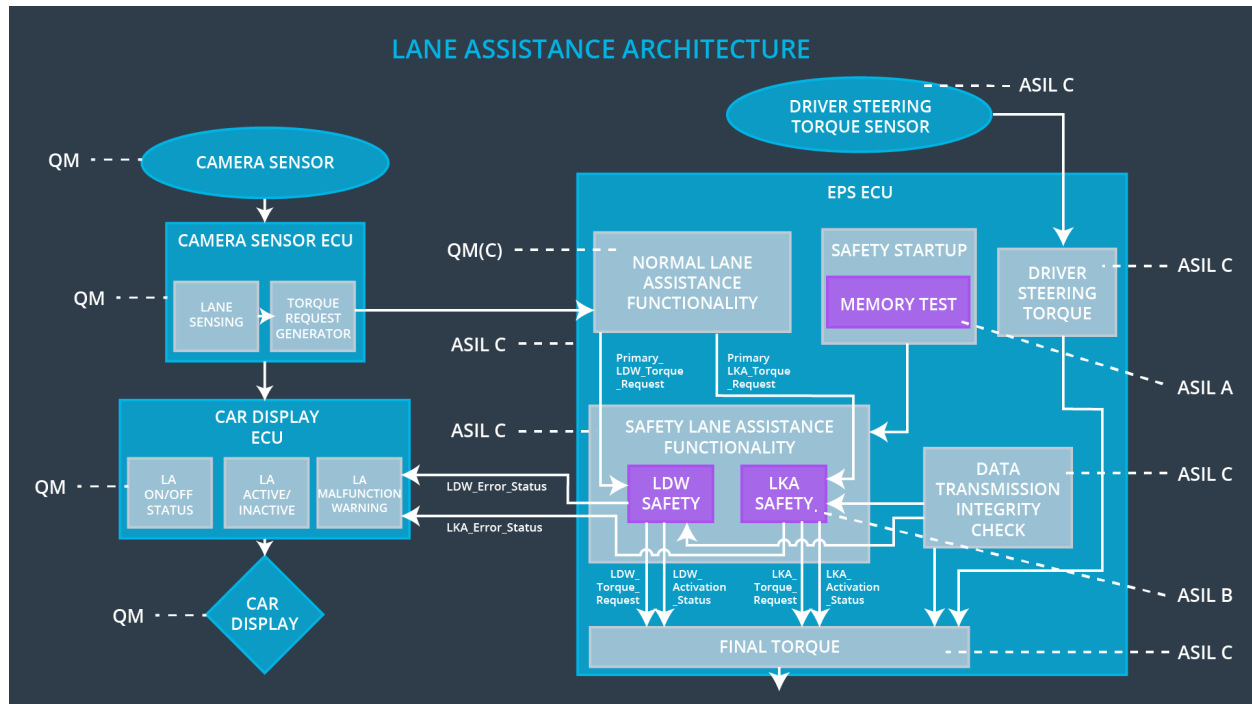 LANE ASSISTANCE ARCHITECTURE
ASIL C
DRIVER STEERING
TORQUE SENSOR
QM
CAMERA SENSOR
EPS ECU
CAMERA SENSOR ECU
QM(C)
NORMAL LANE
ASSISTANCE
FUNCTIONALITY
SAFETY STARTUP
MEMORY TEST
DRIVER
STEERING
TORQUE
ASIL C
QM
LANE
SENSING
TORQUE
REQUEST
GENERATOR
ASIL C
Primary_
LDW_Torque
_Request
Primary
LKA_Torque
_Request
ASIL A
CAR DISPLAY
ECU
ASIL C
SAFETY LANE ASSISTANCE
FUNCTIONALITY
QM
LA
ON/OFF
STATUS
LA
ACTIVE/
INACTIVE
LA
MALFUNCTION
WARNING
LDW_Error_Status
LKA_Error_Status
LDW
SAFETY
LKA
SAFETY
DATA
TRANSMISSION
INTEGRITY
CHECK
ASIL C
LDW_
Torque_
Request
LDW_
Activation
_Status
LKA_
Torque_
Request
LKA_
Activation
_Status
ASIL B
QM
CAR
DISPLAY
FINAL TORQUE
ASIL C